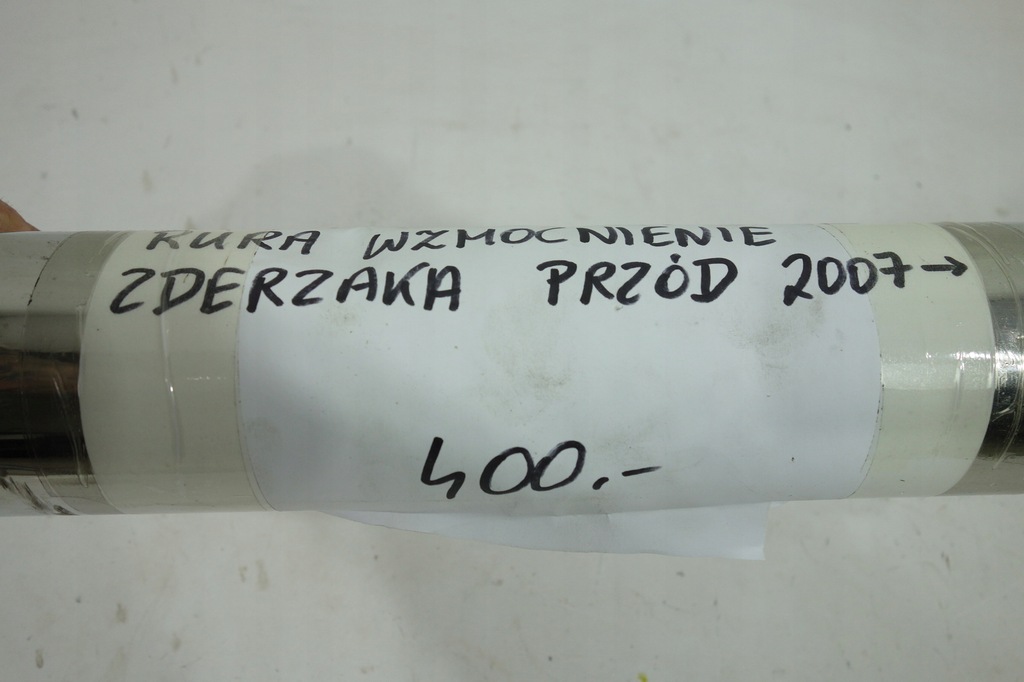 RURA WZMOCNIENIE
ZDERZAKA PRZÓD 2007→
400.-